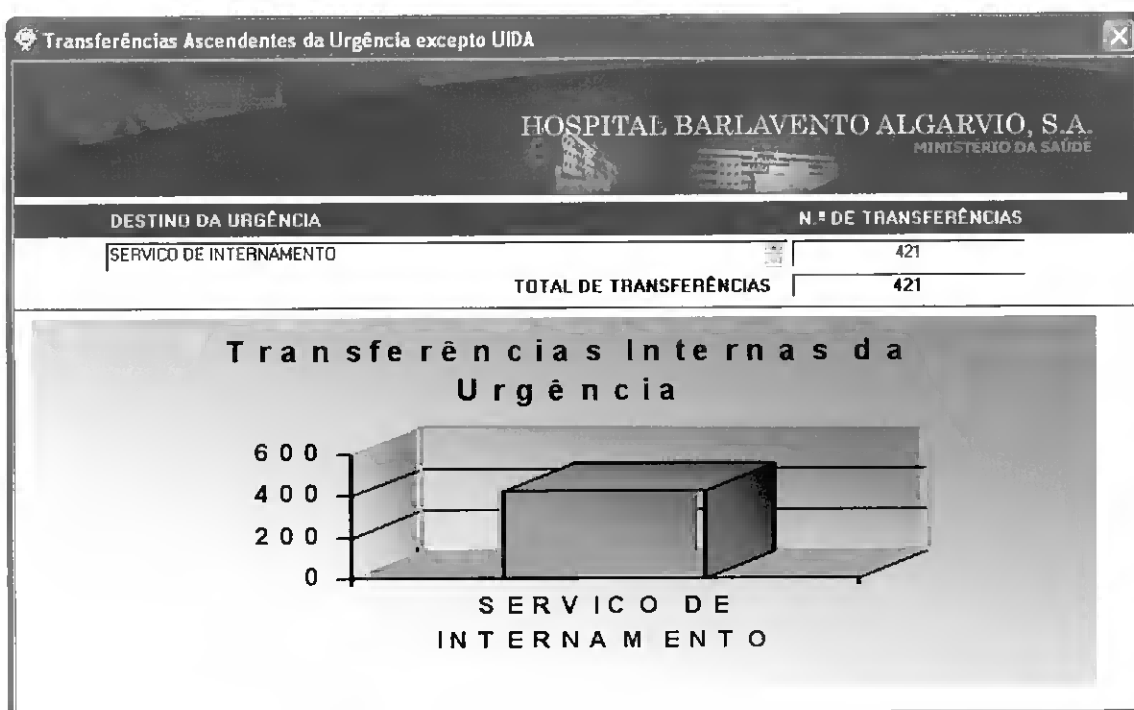 Transferências Ascendentes da Urgência excepto UIDA
HOSPITAL BARLAVENTO ALGARVIO, S.A.
MINISTÉRIO DA SAÚDE
DESTINO DA URGÊNCIA N.º DE TRANSFERÊNCIAS
SERVICO DE INTERNAMENTO 421
TOTAL DE TRANSFERÊNCIAS 421
Transferências Internas da
Urgência
600
400
200
0
SERVICO DE
INTERNAMENTO